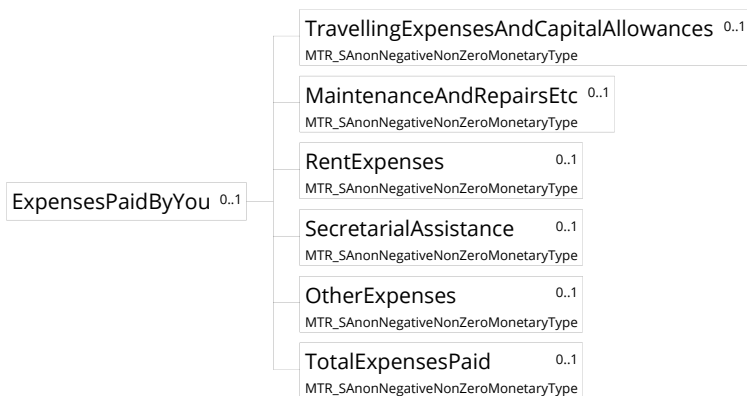 TravellingExpensesAndCapitalAllowances 0..1
MTR_SAnonNegativeNonZeroMonetaryType
MaintenanceAndRepairsEtc 0..1
MTR_SAnonNegativeNonZeroMonetaryType
RentExpenses 0..1
MTR_SAnonNegativeNonZeroMonetaryType
ExpensesPaidByYou 0..1
SecretarialAssistance 0..1
MTR_SAnonNegativeNonZeroMonetaryType
OtherExpenses 0..1
MTR_SAnonNegativeNonZeroMonetaryType
TotalExpensesPaid 0..1
MTR_SAnonNegativeNonZeroMonetaryType